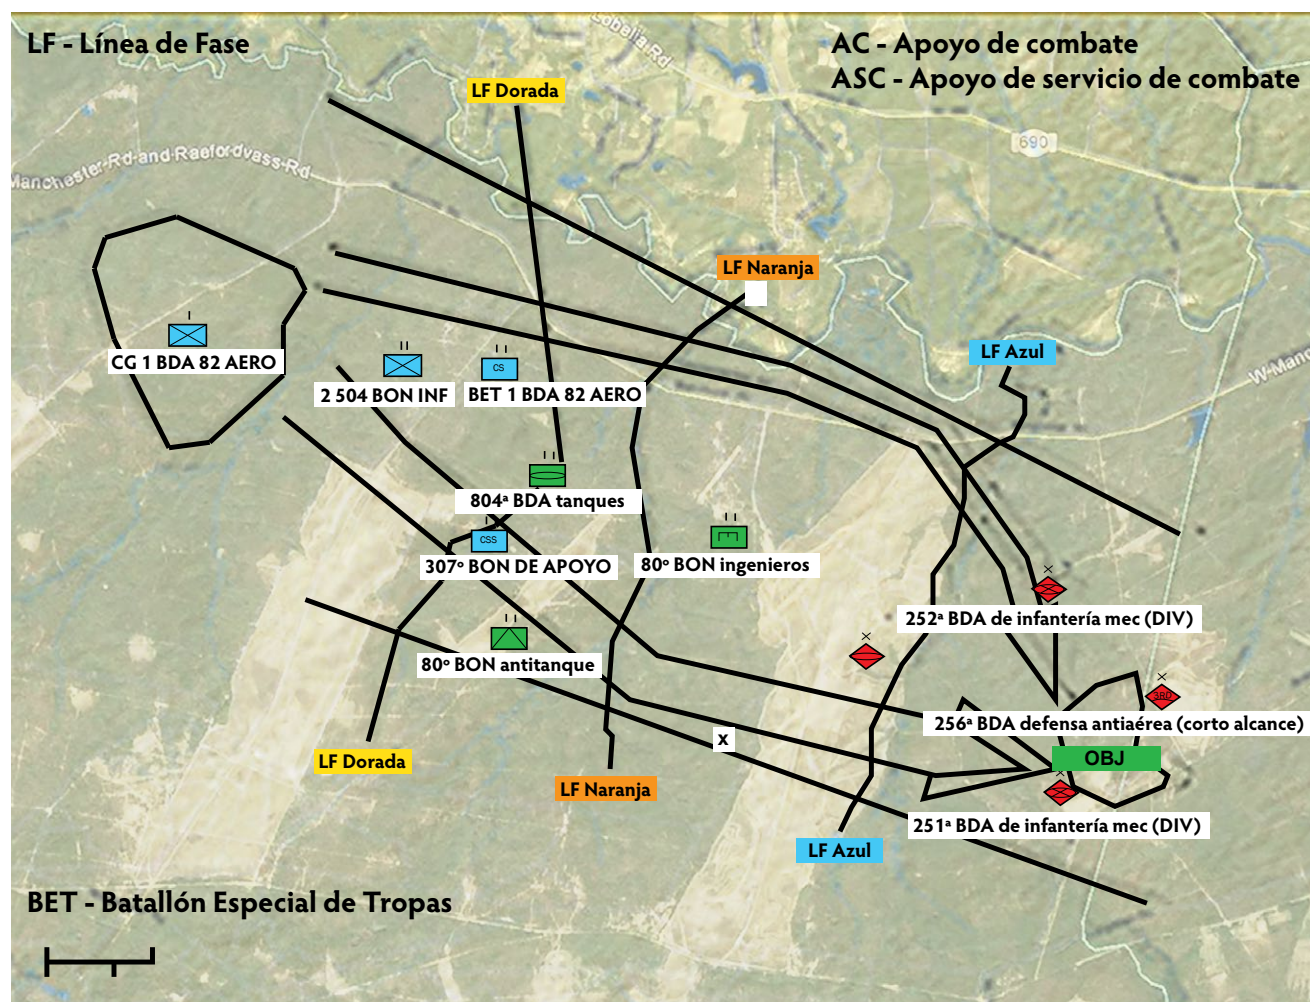 LF - Línea de Fase
AC - Apoyo de combate
ASC - Apoyo de servicio de combate
Lobelia Rd
LF Dorada
690
Manchester-Rd-and-Raefordvass-Rd
LF Naranja
LF Azul
W-Manc
CG 1 BDA 82 AERO
CS
2 504 BON INF
BET 1 BDA 82 AERO
804ª BDA tanques
CSS
307º BON DE APOYO
80º BON ingenieros
252ª BDA de infantería mec (DIV)
80º BON antitanque
3RD
256ª BDA defensa antiaérea (corto alcance)
x
LF Dorada
OBJ
LF Naranja
251ª BDA de infantería mec (DIV)
LF Azul
BET - Batallón Especial de Tropas